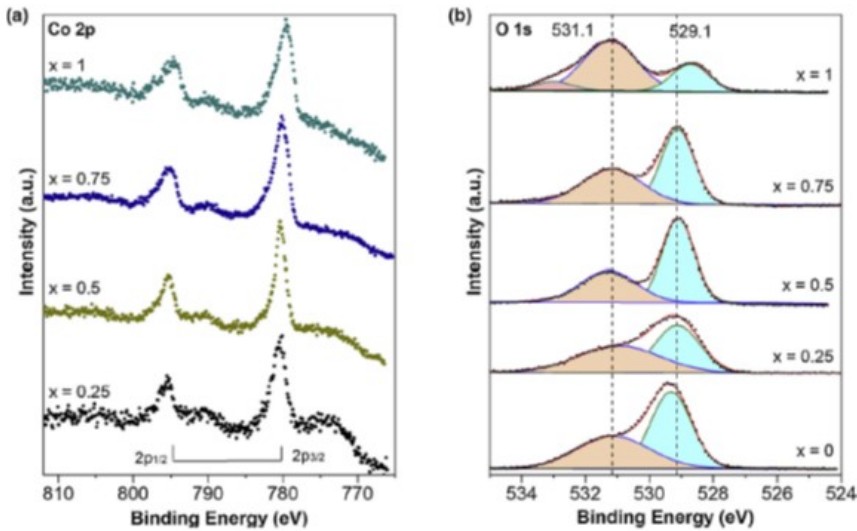 (a)
Co 2p
x = 1
x = 0.75
x = 0.5
x = 0.25
2p1/2
2p3/2
810 800 790 780 770
Binding Energy (eV)
Intensity (a.u.)
(b)
O 1s
531.1
529.1
x = 1
x = 0.75
x = 0.5
x = 0.25
x = 0
534 532 530 528 526 524
Binding Energy (eV)
Intensity (a.u.)